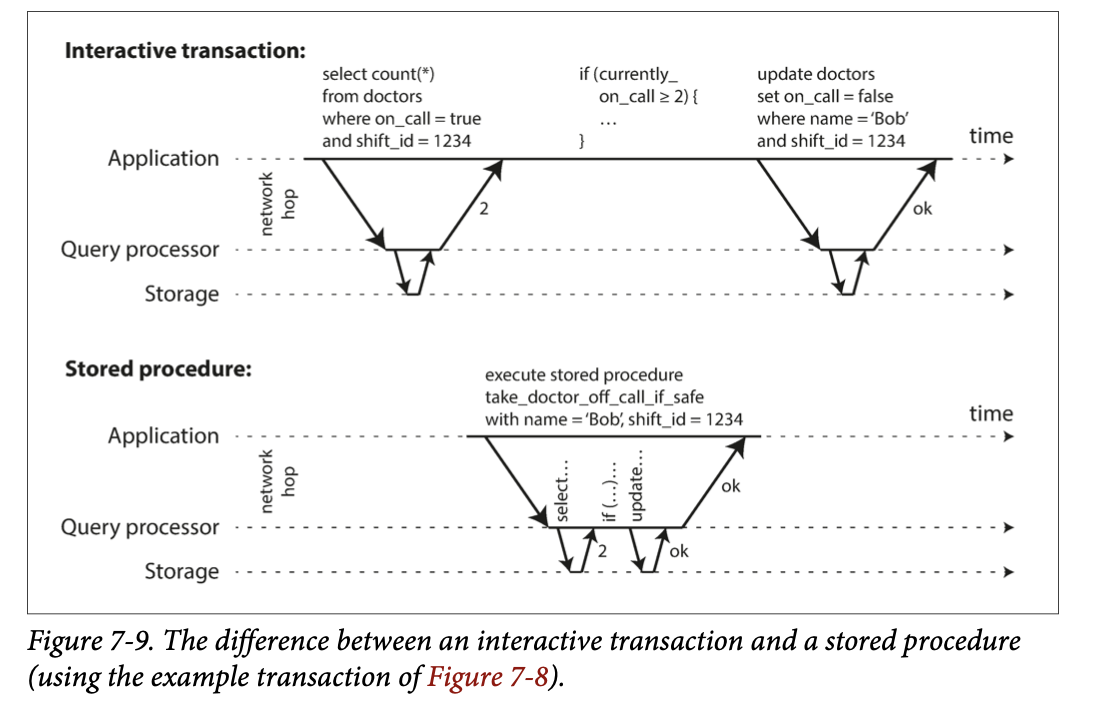 Interactive transaction:
select count(*)
from doctors
where on_call = true
and shift_id = 1234
if (currently_
on_call ≥ 2) {
…
}
update doctors
set on_call = false
where name = ‘Bob’
and shift_id = 1234
time
Application
network
hop
2
ok
Query processor
Storage
Stored procedure:
execute stored procedure
take_doctor_off_call_if_safe
with name = ‘Bob’, shift_id = 1234
time
Application
network
hop
select…
if (…)…
update…
ok
Query processor
2
ok
Storage
Figure 7-9. The difference between an interactive transaction and a stored procedure
(using the example transaction of Figure 7-8).